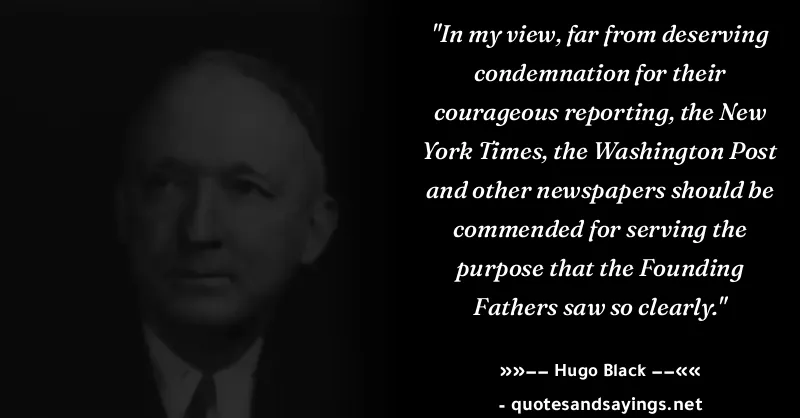 "In my view, far from deserving
condemnation for their
courageous reporting, the New
York Times, the Washington Post
and other newspapers should be
commended for serving the
purpose that the Founding
Fathers saw so clearly."
»»−− Hugo Black −−««
- quotesandsayings.net